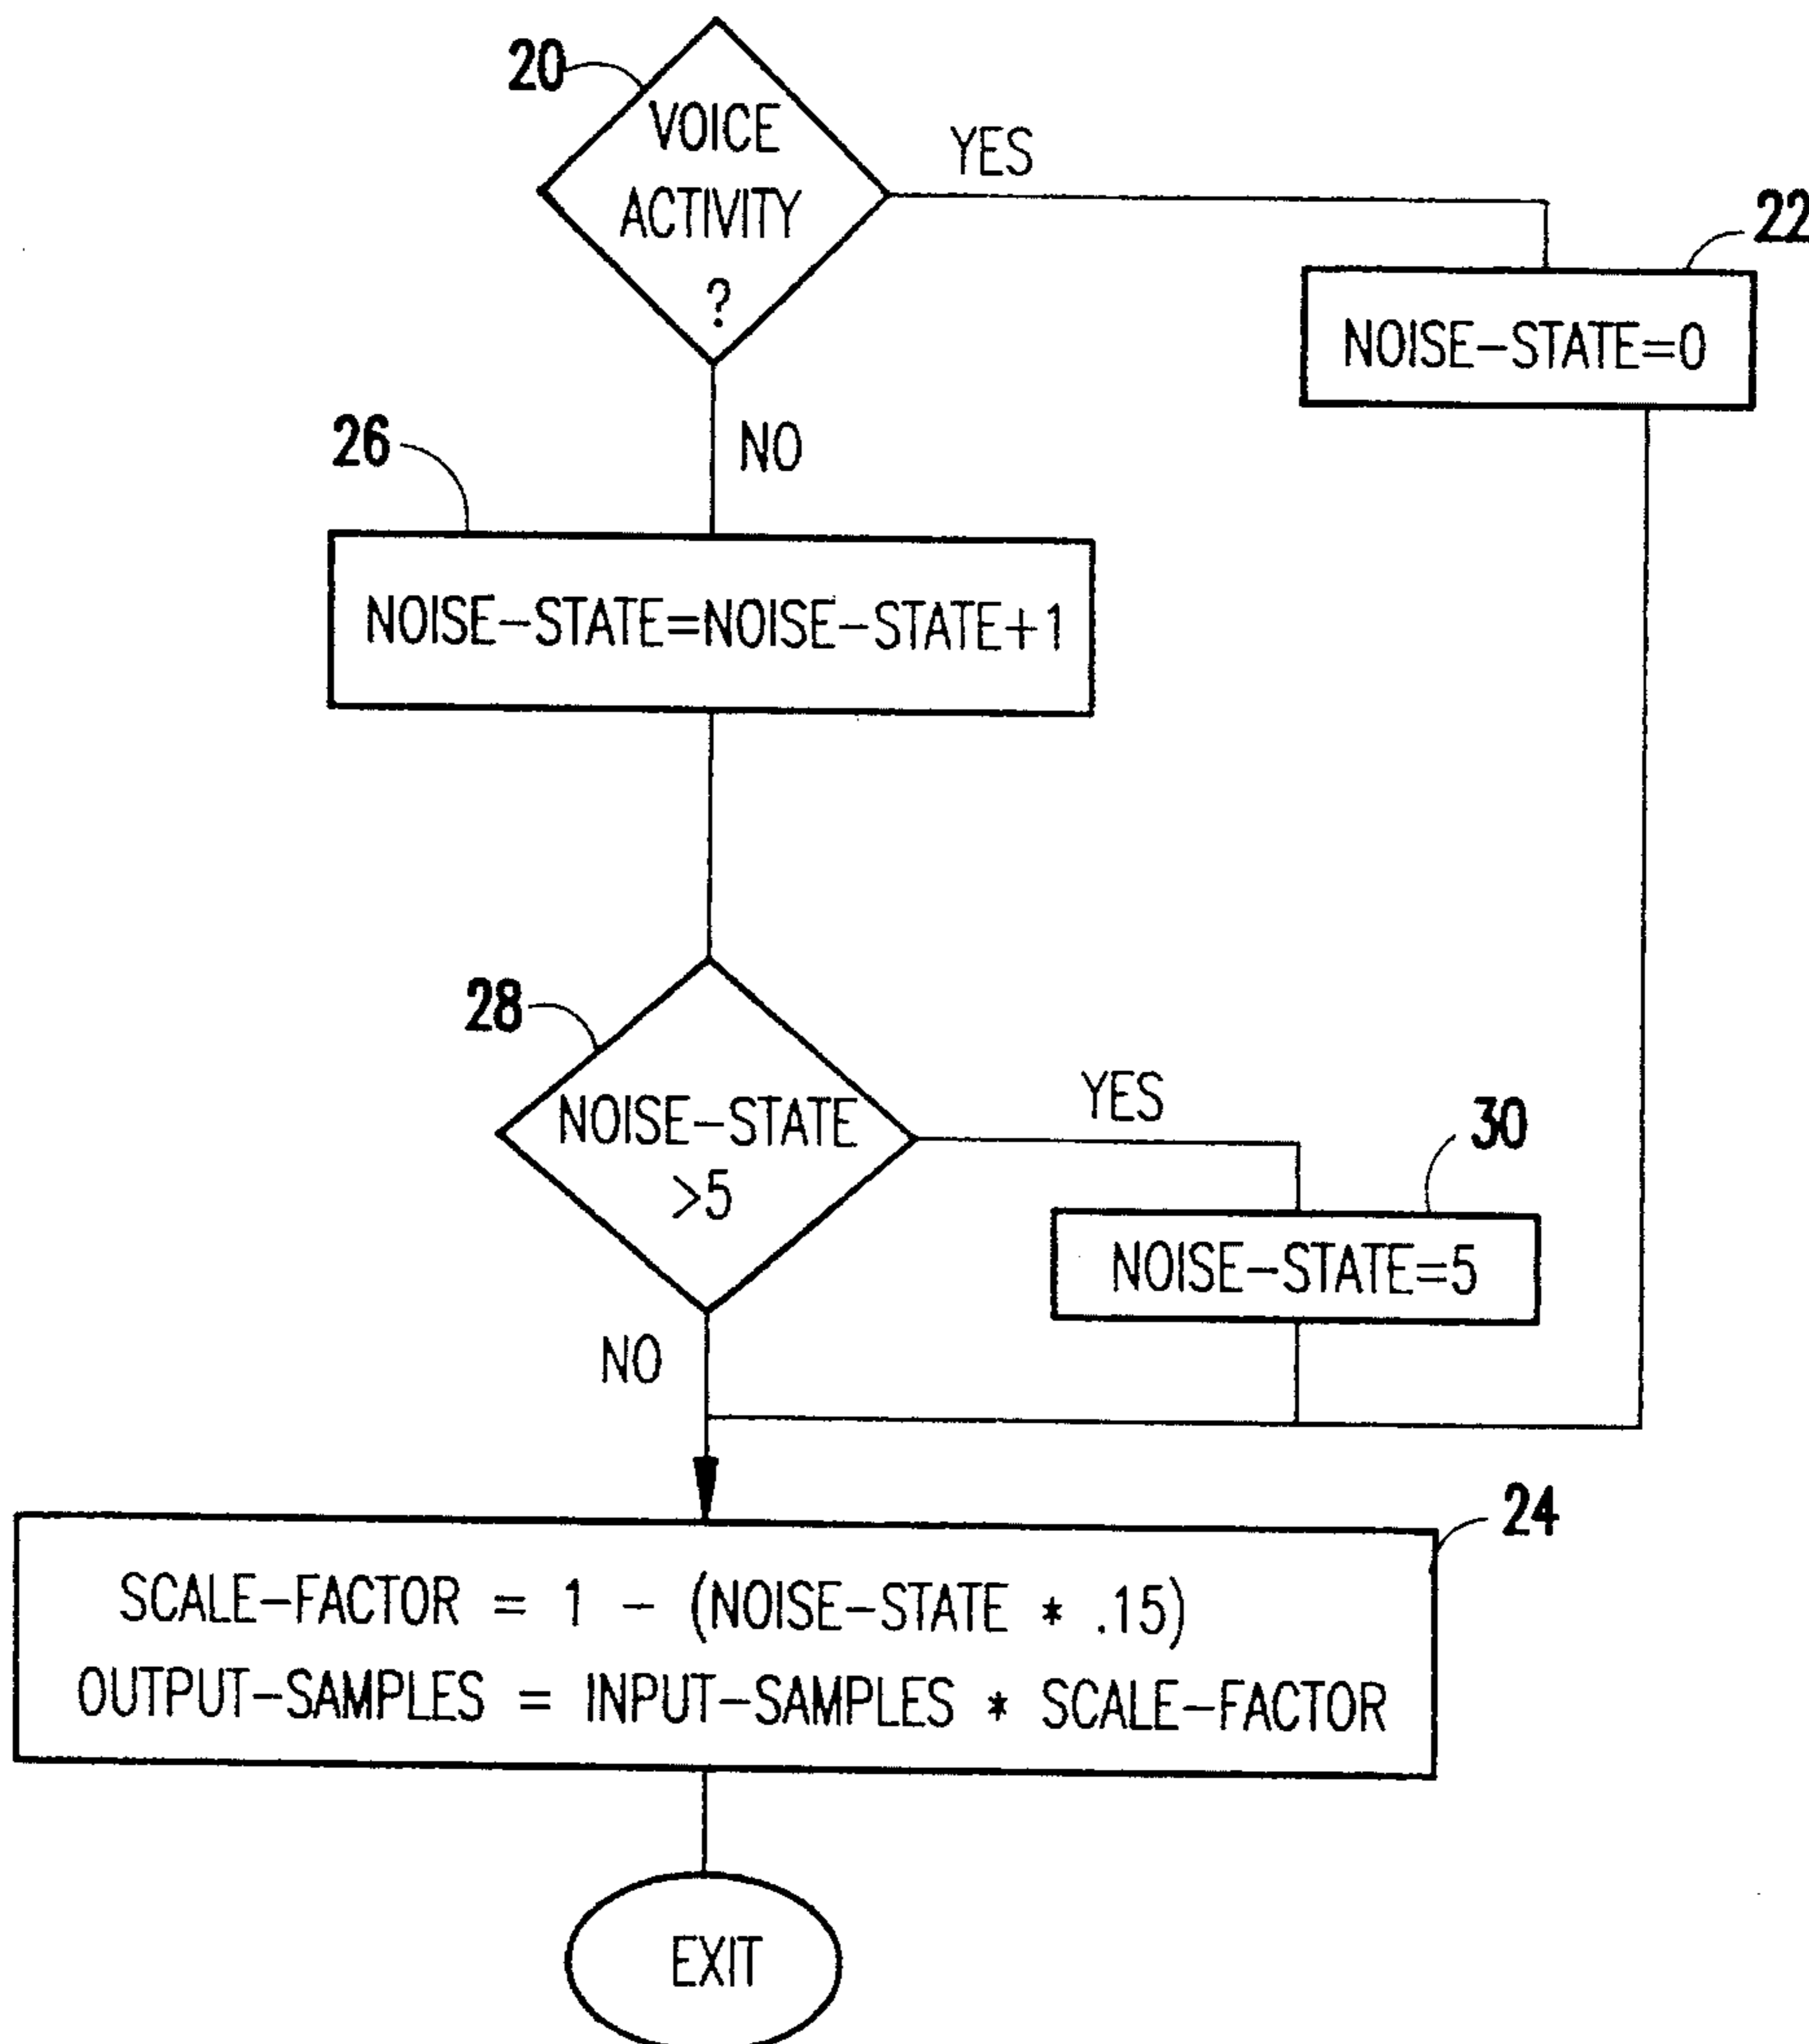 20
VOICE
ACTIVITY
?
YES
22
NOISE-STATE=0
NO
26
NOISE-STATE=NOISE-STATE+1
28
NOISE-STATE
>5
YES
30
NOISE-STATE=5
NO
24
SCALE-FACTOR = 1 - (NOISE-STATE * .15)
OUTPUT-SAMPLES = INPUT-SAMPLES * SCALE-FACTOR
EXIT